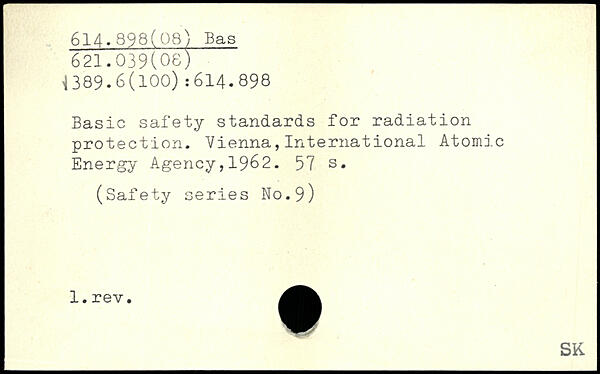 614.898(08) Bas
621.039(08)
389.6(100):614.898
Basic safety standards for radiation
protection. Vienna,International Atomic
Energy Agency,1962. 57 s.
(Safety series No.9)
1.rev.
SK